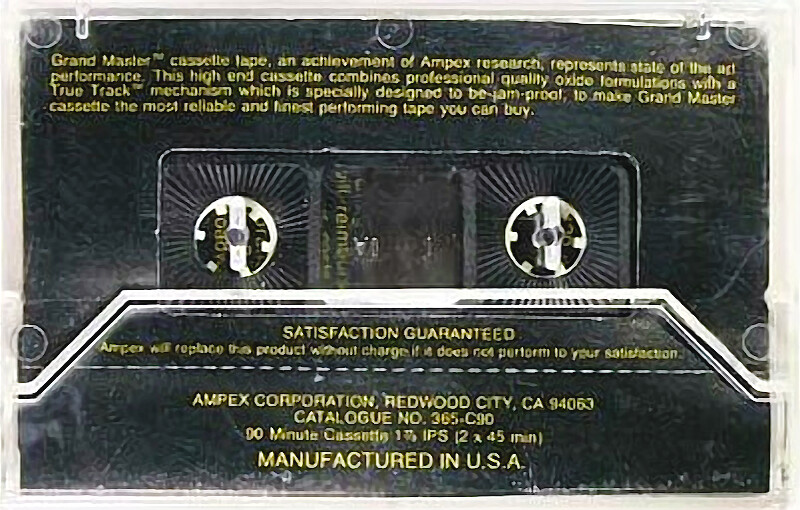 Grand Master™ cassette tape, an achievement of Ampex research, represents state of the art
performance. This high end cassette combines professional quality oxide formulations with a
True Track™ mechanism which is specially designed to be jam-proof, to make Grand Master
cassette the most reliable and finest performing tape you can buy.
SATISFACTION GUARANTEED
Ampex will replace this product without charge if it does not perform to your satisfaction.
AMPEX CORPORATION, REDWOOD CITY, CA 94063
CATALOGUE NO. 365-C90
90 Minute Cassette 1⅞ IPS (2 x 45 min)
MANUFACTURED IN U.S.A.